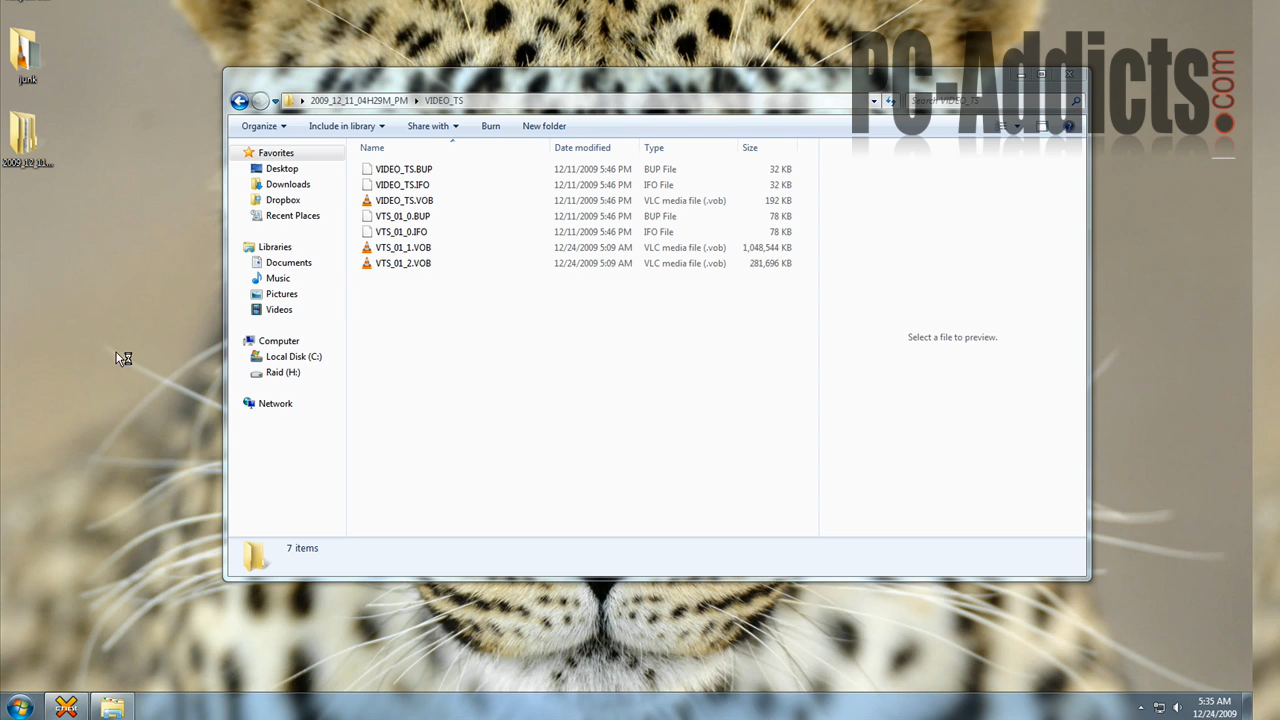 junk
2009_12_11...
PC-Addicts.com
2009_12_11_04H29M_PM
VIDEO_TS
Search VIDEO_TS
Organize
Include in library
Share with
Burn
New folder
Favorites
Desktop
Downloads
Dropbox
Recent Places
Libraries
Documents
Music
Pictures
Videos
Computer
Local Disk (C:)
Raid (H:)
Network
Name Date modified Type Size
VIDEO_TS.BUP 12/11/2009 5:46 PM BUP File 32 KB
VIDEO_TS.IFO 12/11/2009 5:46 PM IFO File 32 KB
VIDEO_TS.VOB 12/11/2009 5:46 PM VLC media file (.vob) 192 KB
VTS_01_0.BUP 12/11/2009 5:46 PM BUP File 78 KB
VTS_01_0.IFO 12/11/2009 5:46 PM IFO File 78 KB
VTS_01_1.VOB 12/24/2009 5:09 AM VLC media file (.vob) 1,048,544 KB
VTS_01_2.VOB 12/24/2009 5:09 AM VLC media file (.vob) 281,696 KB
Select a file to preview.
7 items
5:35 AM
12/24/2009